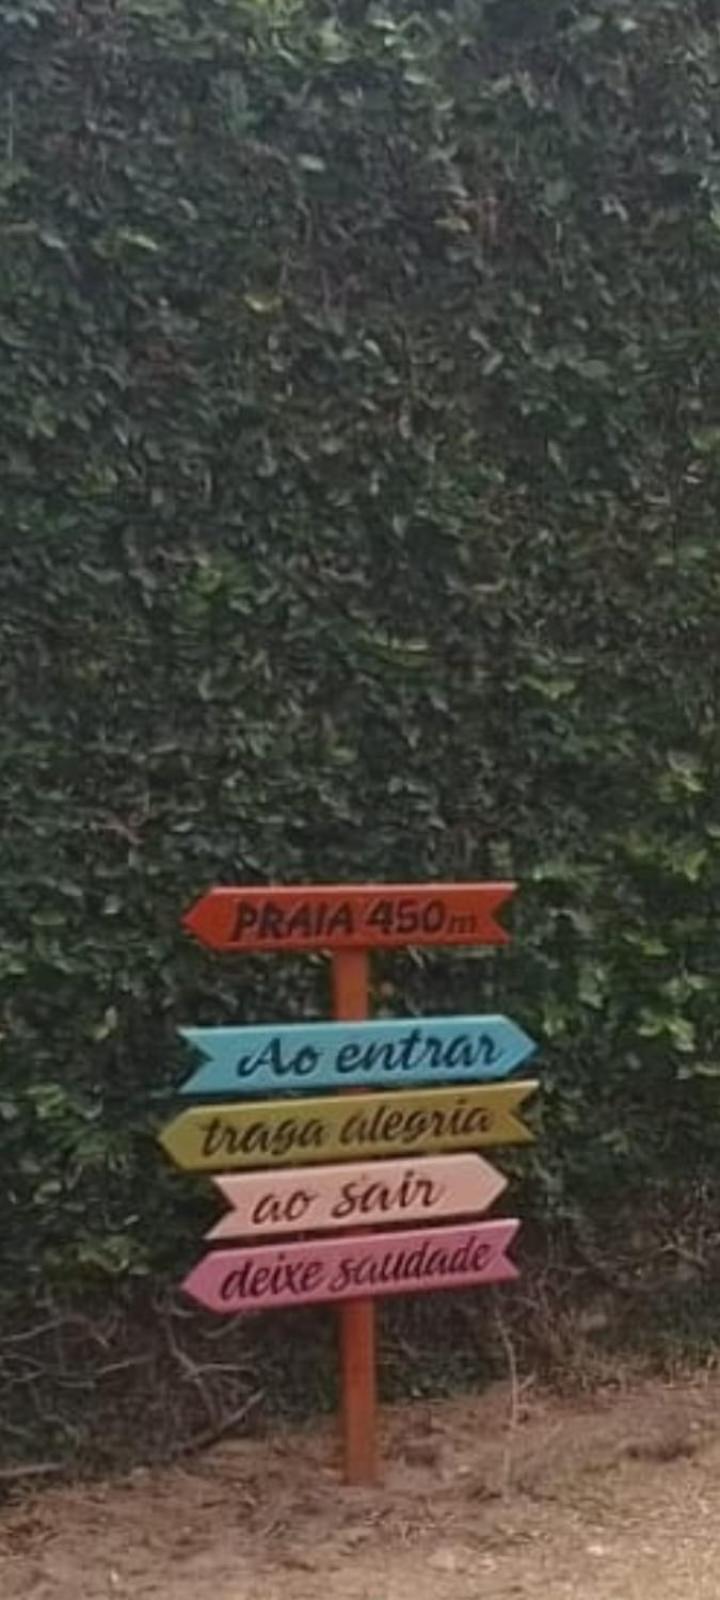 PRAIA 450m
Ao entrar
traga alegria
ao sair
deixe saudade